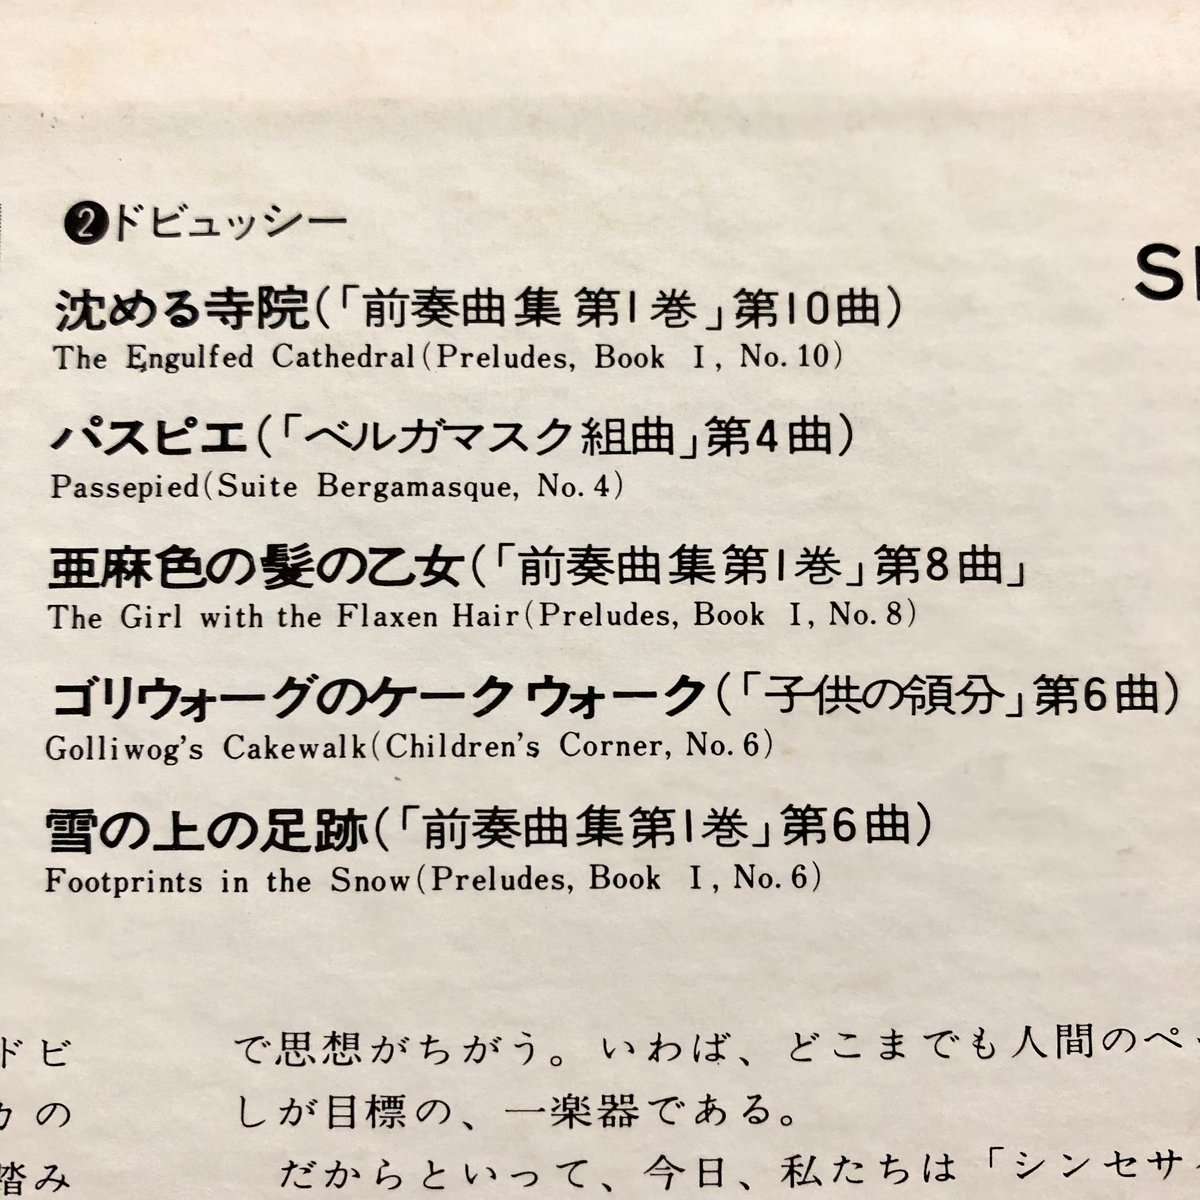 ❷ドビュッシー
沈める寺院(「前奏曲集 第1巻」第10曲)
The Engulfed Cathedral(Preludes, Book I, No.10)
パスピエ(「ベルガマスク組曲」第4曲)
Passepied(Suite Bergamasque, No.4)
亜麻色の髪の乙女(「前奏曲集第1巻」第8曲」
The Girl with the Flaxen Hair(Preludes, Book I, No.8)
ゴリウォーグのケークウォーク(「子供の領分」第6曲)
Golliwog's Cakewalk(Children's Corner, No.6)
雪の上の足跡(「前奏曲集第1巻」第6曲)
Footprints in the Snow(Preludes, Book I, No.6)
ドビ
カの
踏み
で思想がちがう。いわば、どこまでも人間のペ
しが目標の、一楽器である。
だからといって、今日、私たちは「シンセサ